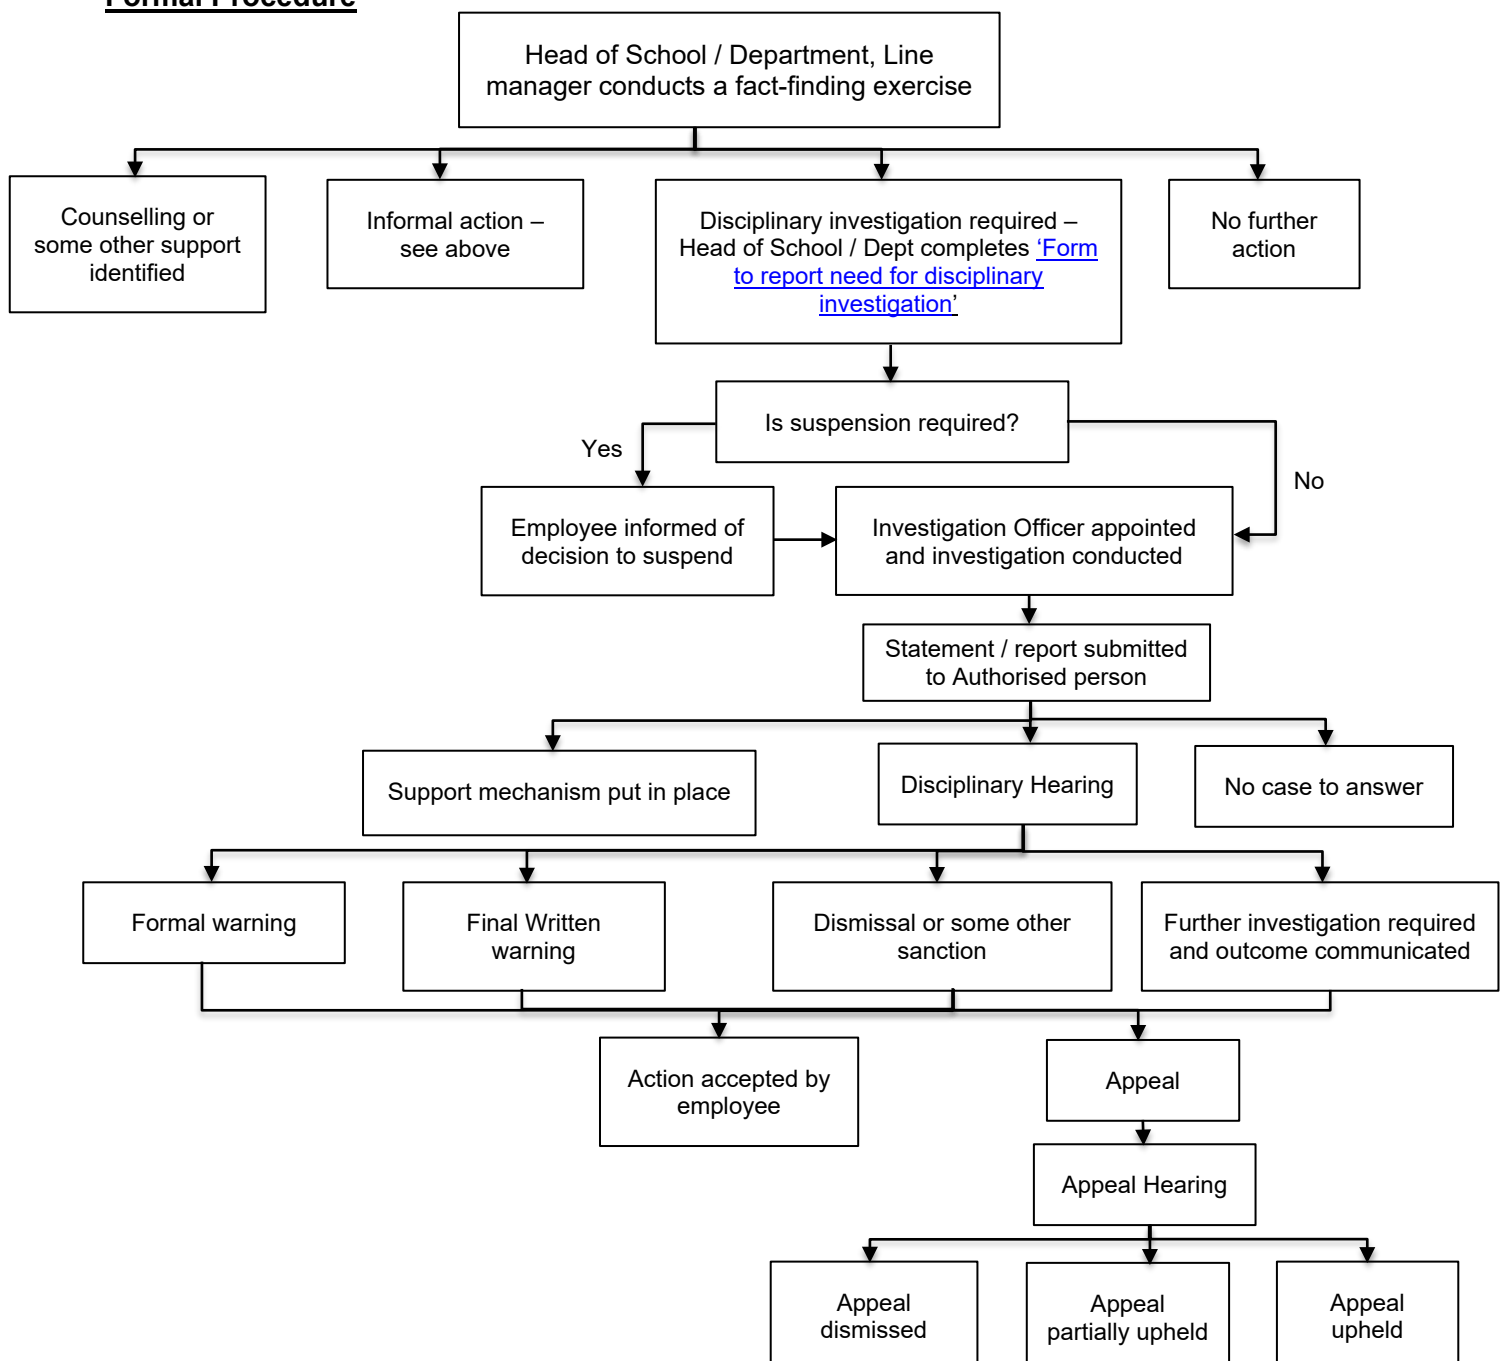 Formal Procedure
Head of School / Department, Line
manager conducts a fact-finding exercise
Counselling or
some other support
identified
Informal action –
see above
Disciplinary investigation required –
Head of School / Dept completes ‘Form
to report need for disciplinary
investigation’
No further
action
Is suspension required?
Yes
No
Employee informed of
decision to suspend
Investigation Officer appointed
and investigation conducted
Statement / report submitted
to Authorised person
Support mechanism put in place
Disciplinary Hearing
No case to answer
Formal warning
Final Written
warning
Dismissal or some other
sanction
Further investigation required
and outcome communicated
Action accepted by
employee
Appeal
Appeal Hearing
Appeal
dismissed
Appeal
partially upheld
Appeal
upheld